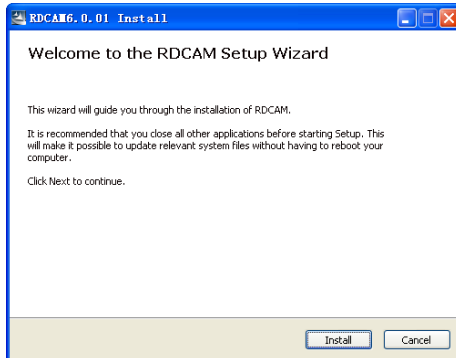 RDCAM6.0.01 Install
Welcome to the RDCAM Setup Wizard
This wizard will guide you through the installation of RDCAM.
It is recommended that you close all other applications before starting Setup. This
will make it possible to update relevant system files without having to reboot your
computer.
Click Next to continue.
Install
Cancel